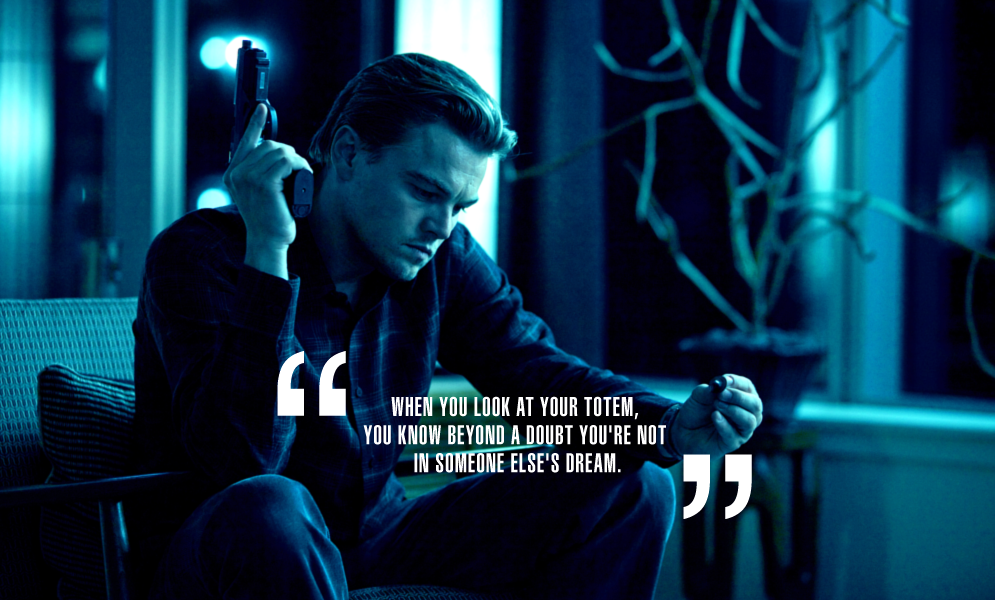 “
WHEN YOU LOOK AT YOUR TOTEM,
YOU KNOW BEYOND A DOUBT YOU'RE NOT
IN SOMEONE ELSE'S DREAM.
”